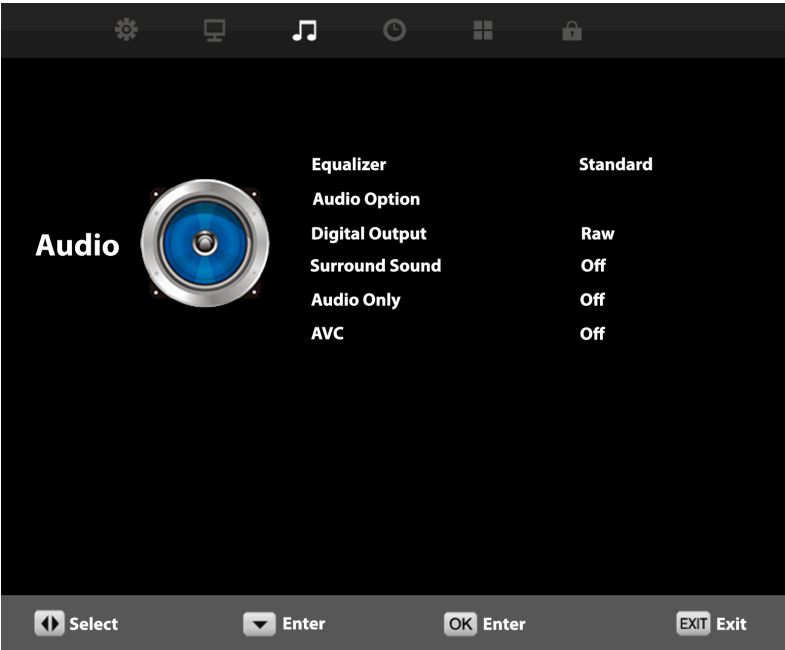 Equalizer Standard
Audio Option
Digital Output Raw
Audio
Surround Sound Off
Audio Only Off
AVC Off
Select Enter OK Enter EXIT Exit